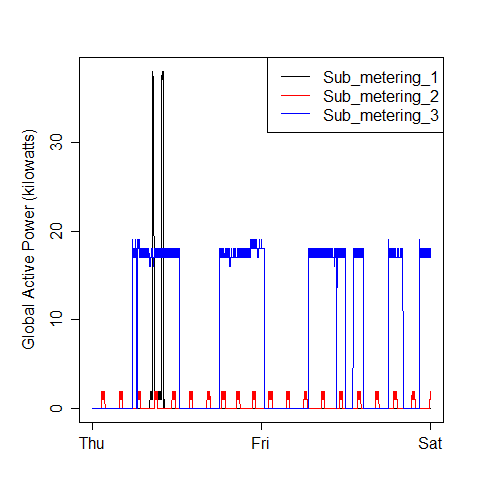 Sub_metering_1
Sub_metering_2
Sub_metering_3
Global Active Power (kilowatts)
30
20
10
0
Thu Fri Sat